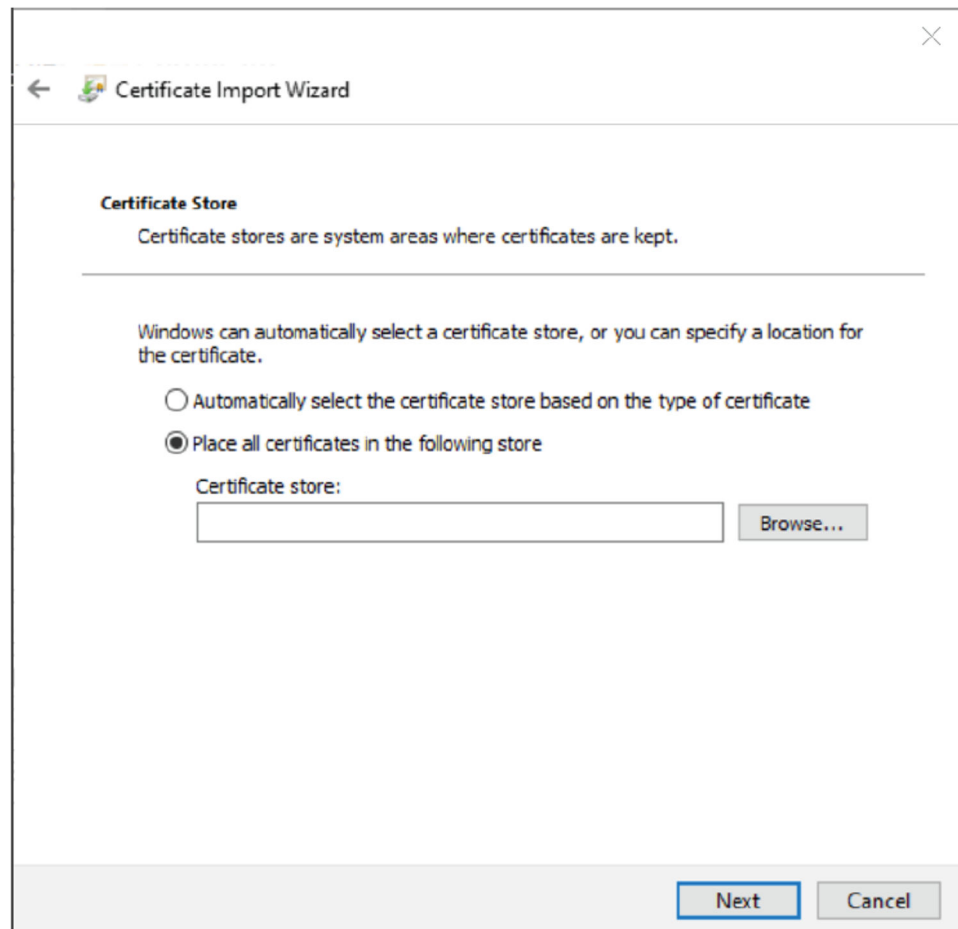 Certificate Import Wizard
Certificate Store
Certificate stores are system areas where certificates are kept.
Windows can automatically select a certificate store, or you can specify a location for
the certificate.
Automatically select the certificate store based on the type of certificate
Place all certificates in the following store
Certificate store:
Browse...
Next
Cancel